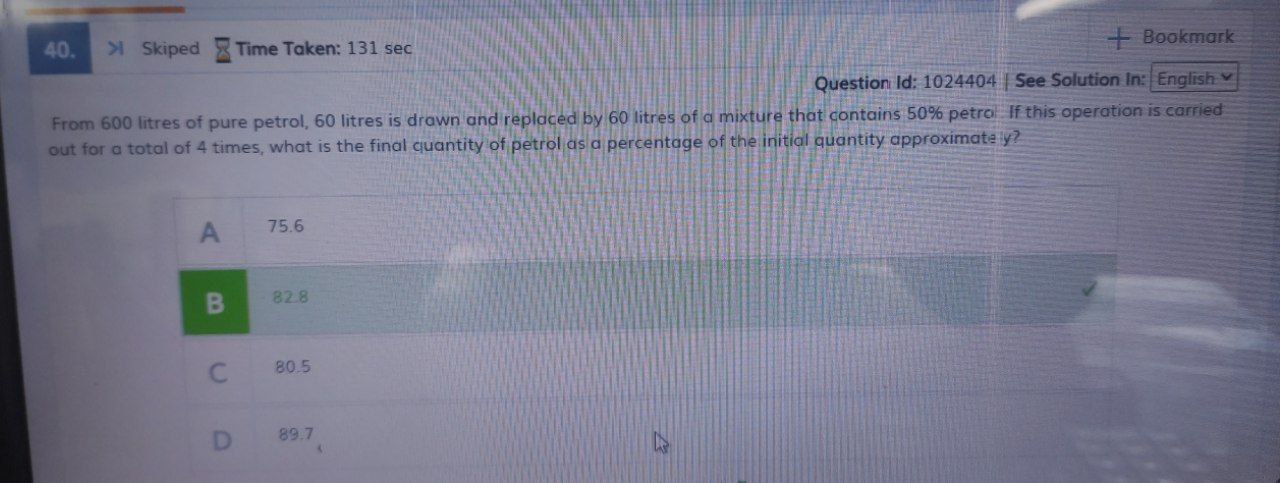 40. Skiped Time Taken: 131 sec
Bookmark
Question Id: 1024404 | See Solution In: English
From 600 litres of pure petrol, 60 litres is drawn and replaced by 60 litres of a mixture that contains 50% petrol If this operation is carried
out for a total of 4 times, what is the final quantity of petrol as a percentage of the initial quantity approximately?
A 75.6
B 82.8
C 80.5
D 89.7